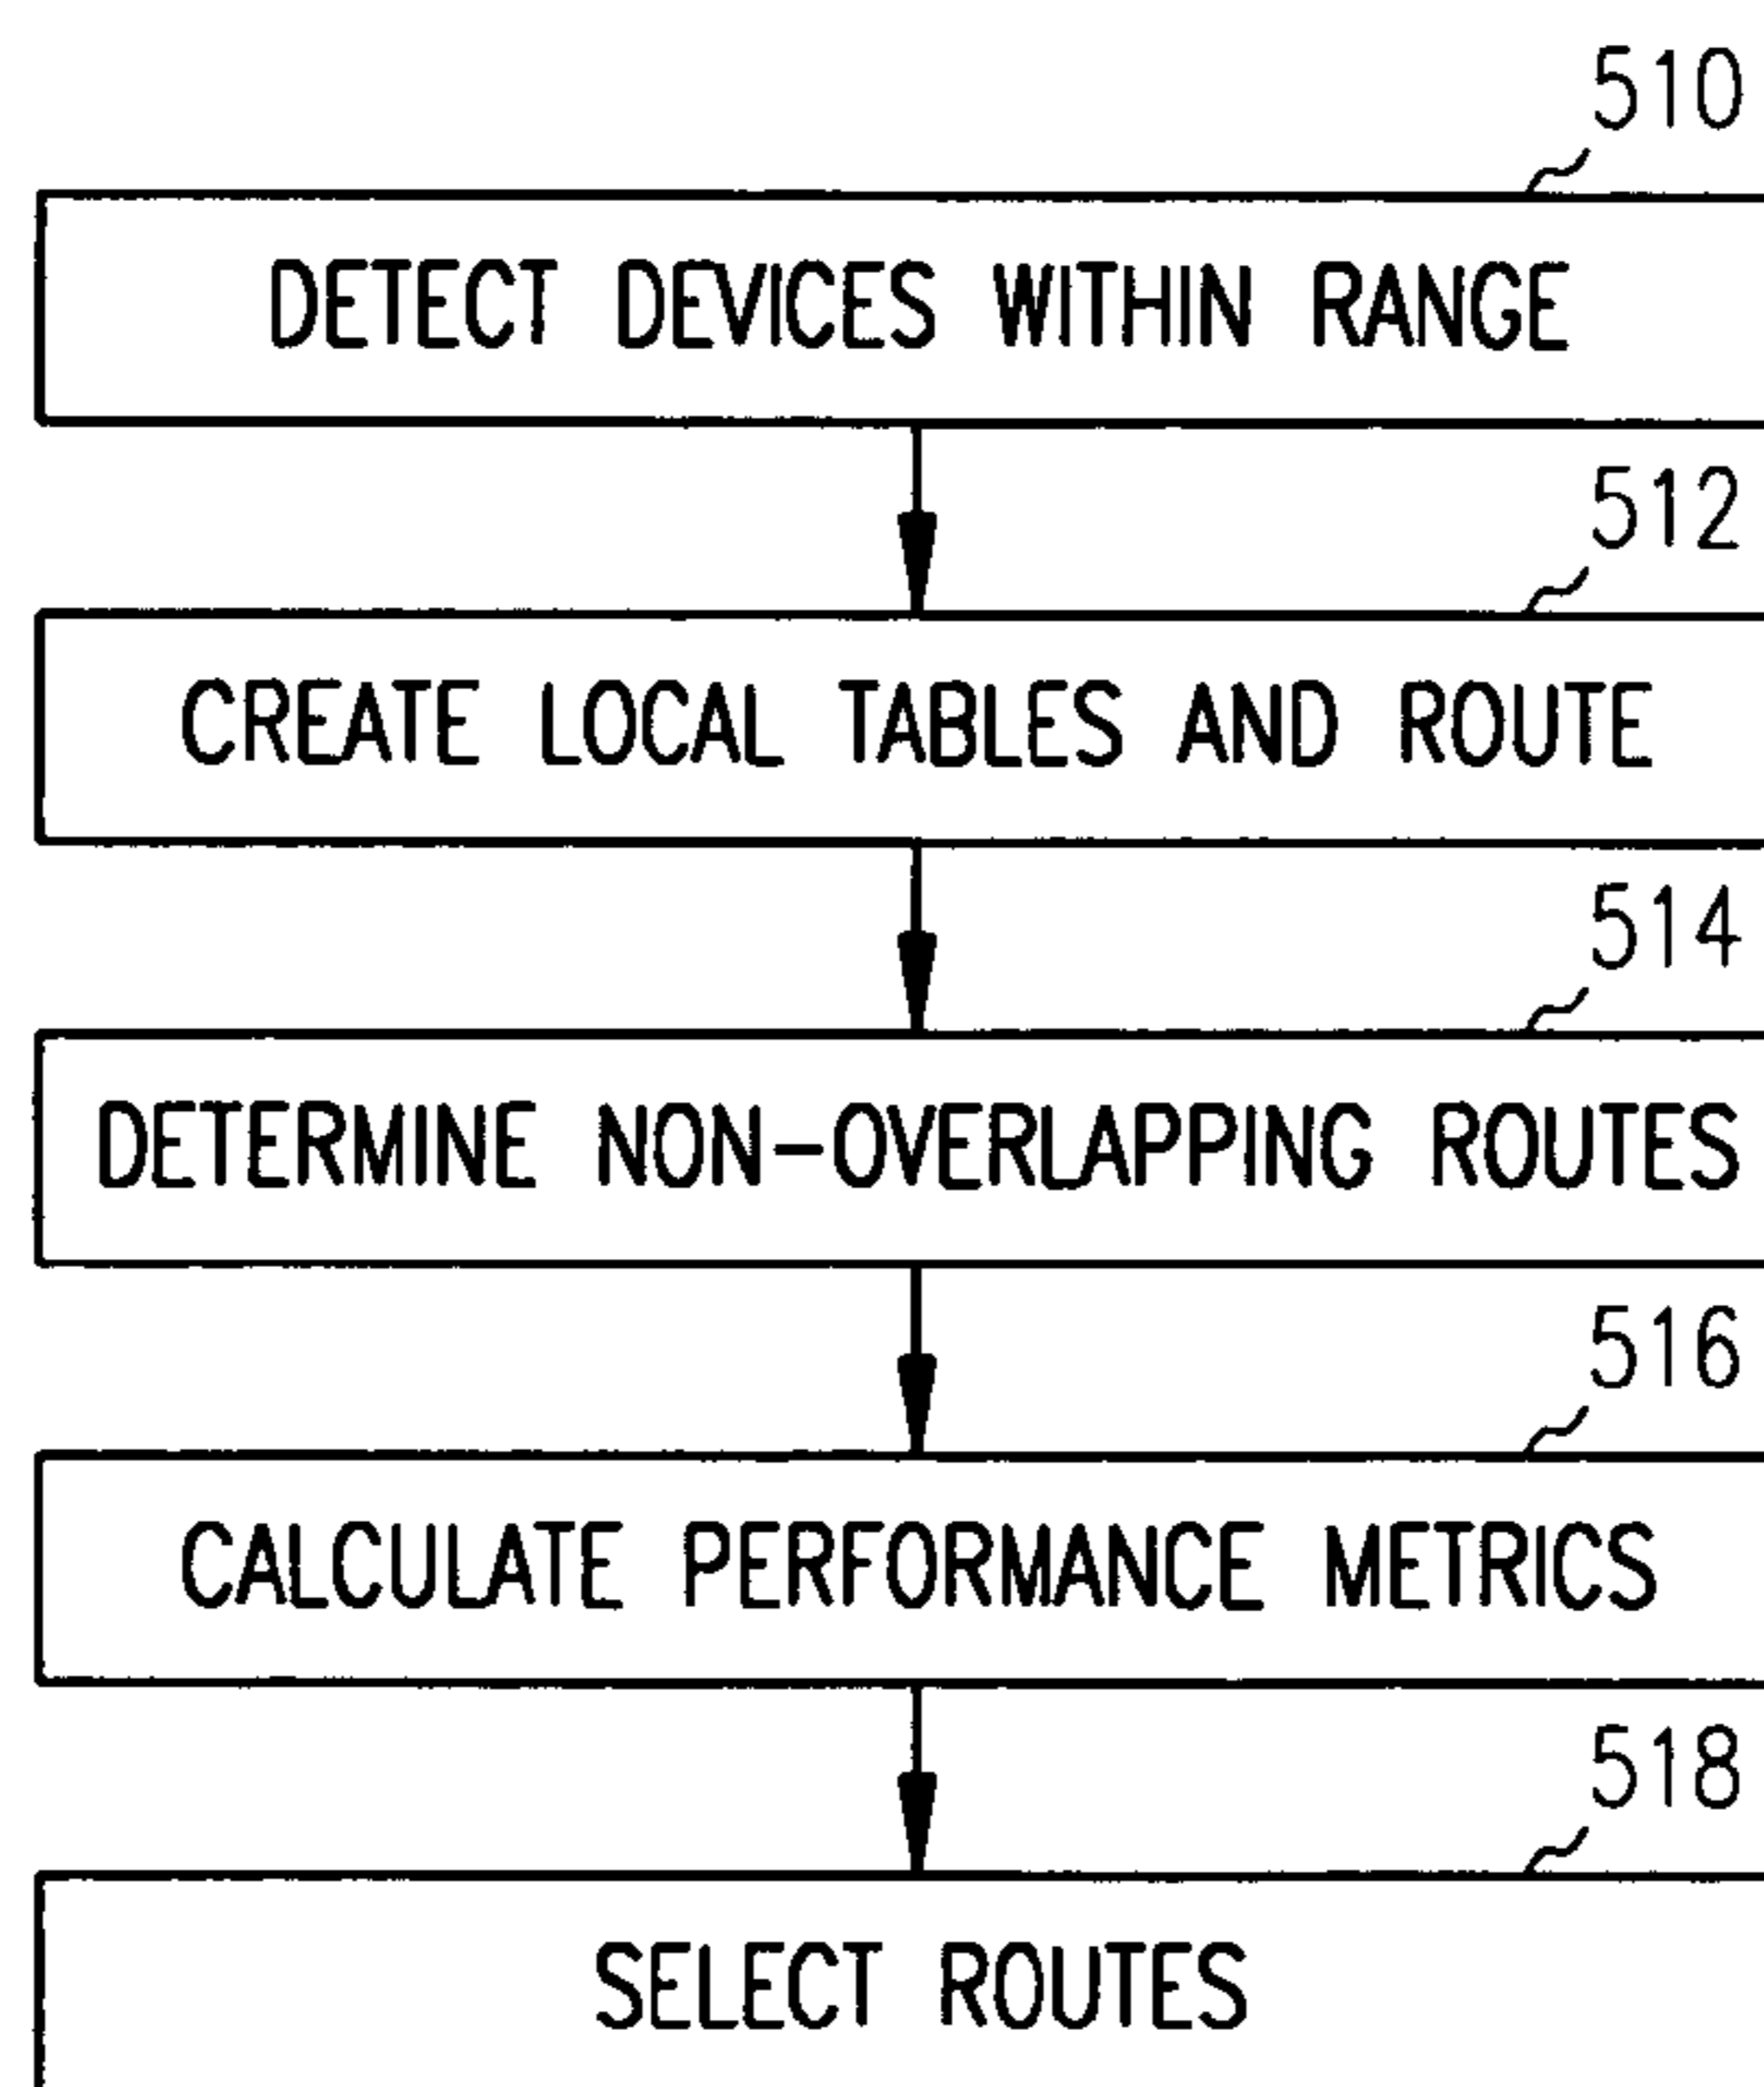 510
DETECT DEVICES WITHIN RANGE
512
CREATE LOCAL TABLES AND ROUTE
514
DETERMINE NON-OVERLAPPING ROUTES
516
CALCULATE PERFORMANCE METRICS
518
SELECT ROUTES